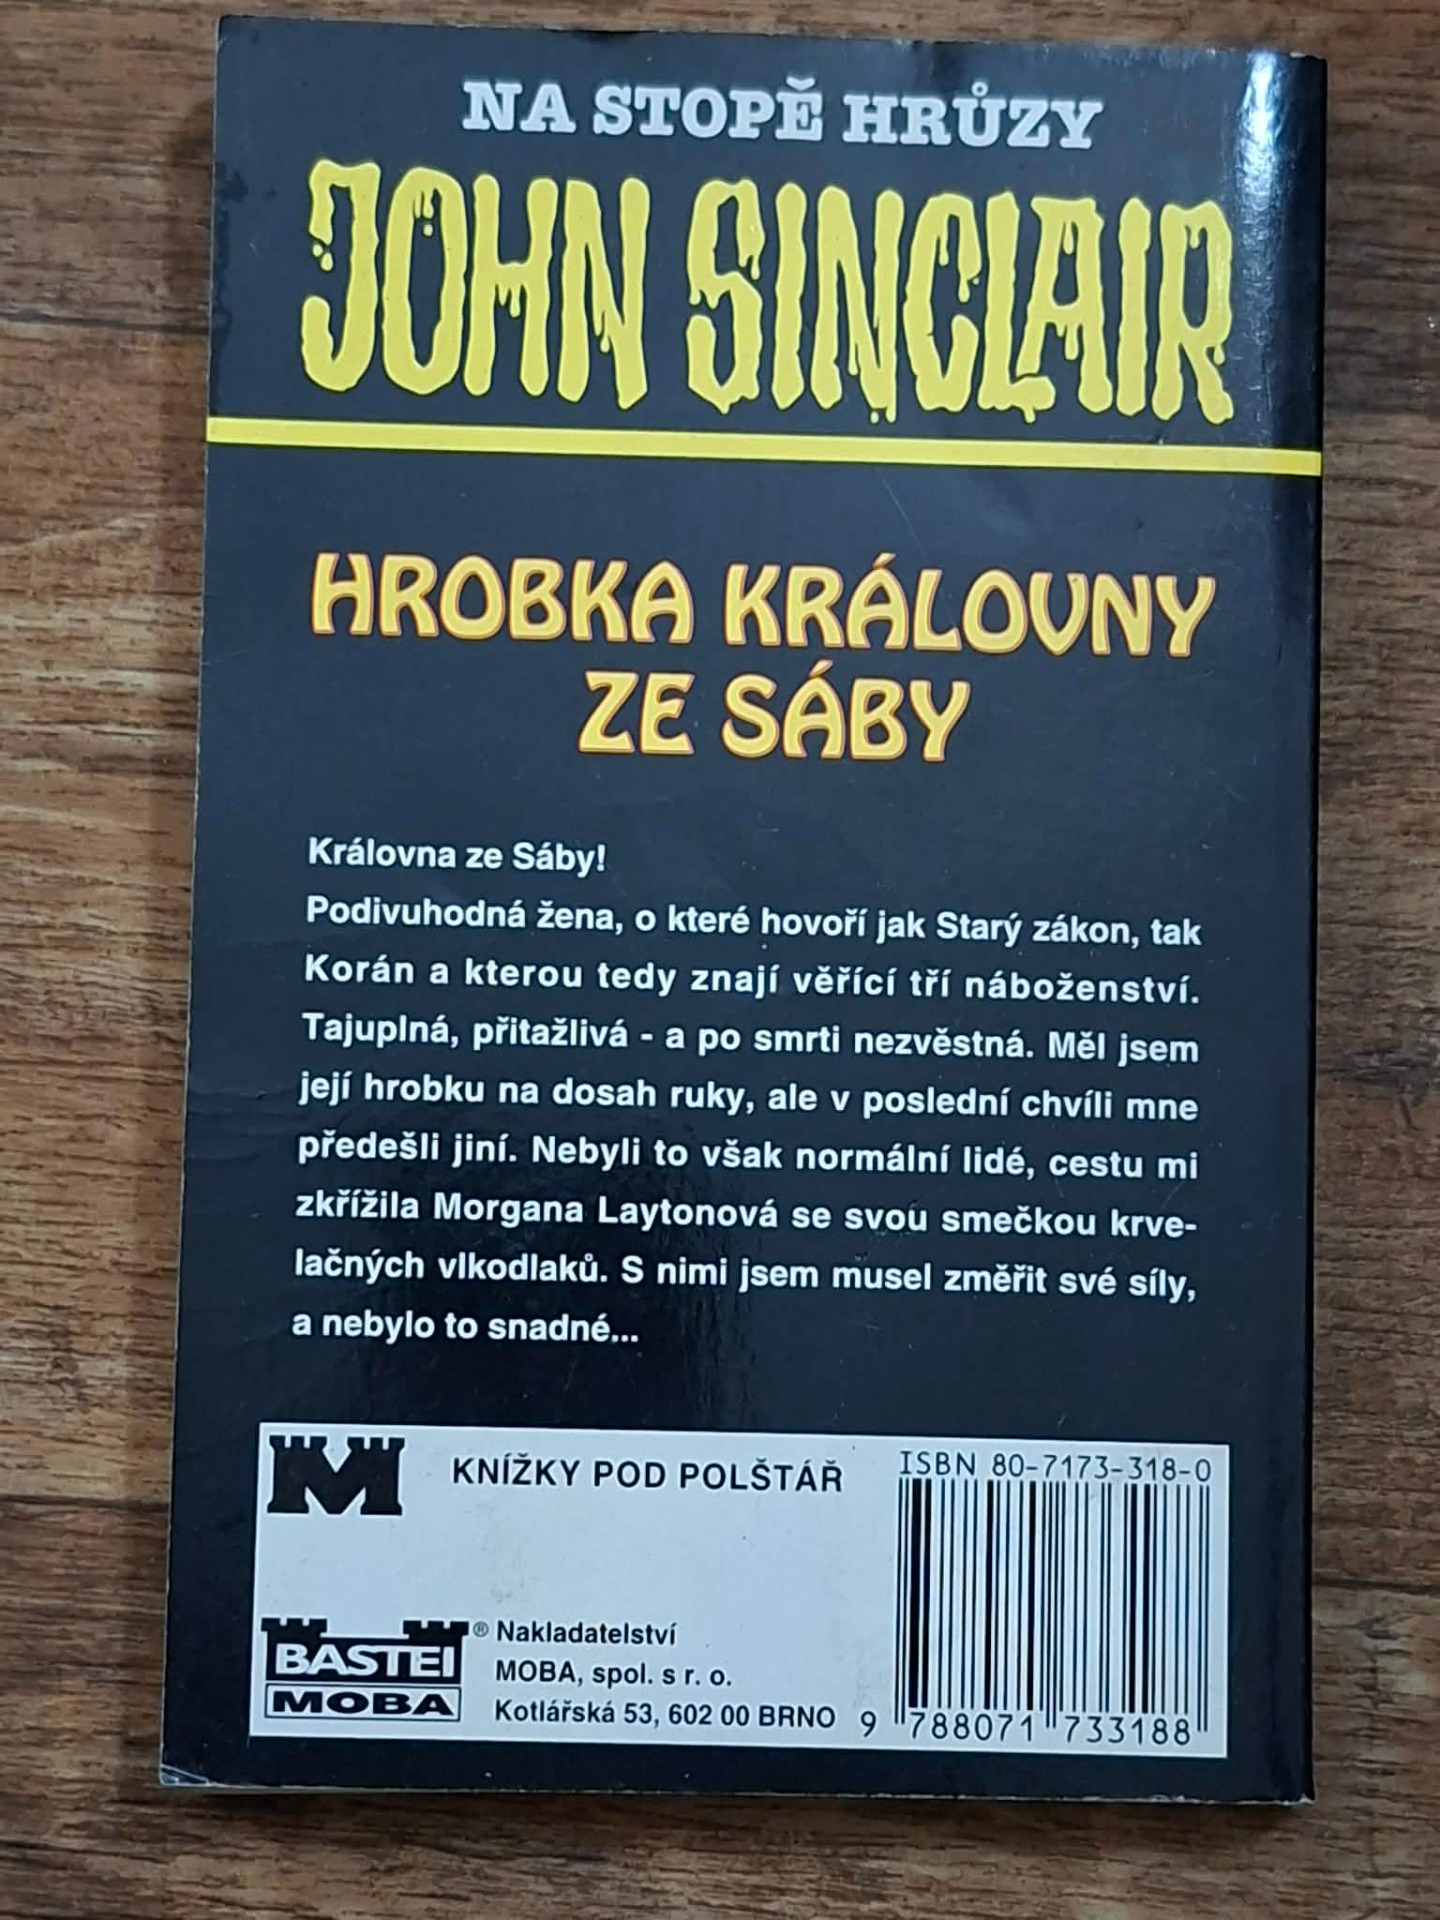 NA STOPĚ HRŮZY
JOHN SINCLAIR
HROBKA KRÁLOVNY
ZE SÁBY
Královna ze Sáby!
Podivuhodná žena, o které hovoří jak Starý zákon, tak
Korán a kterou tedy znají věřící tří náboženství.
Tajuplná, přitažlivá - a po smrti nezvěstná. Měl jsem
její hrobku na dosah ruky, ale v poslední chvíli mne
předešli jiní. Nebyli to však normální lidé, cestu mi
zkřížila Morgana Laytonová se svou smečkou krve-
lačných vlkodlaků. S nimi jsem musel změřit své síly,
a nebylo to snadné...
M
KNÍŽKY POD POLŠTÁŘ
ISBN 80-7173-318-0
BASTEI ®
MOBA
Nakladatelství
MOBA, spol. s r. o.
Kotlářská 53, 602 00 BRNO
9 788071 733188